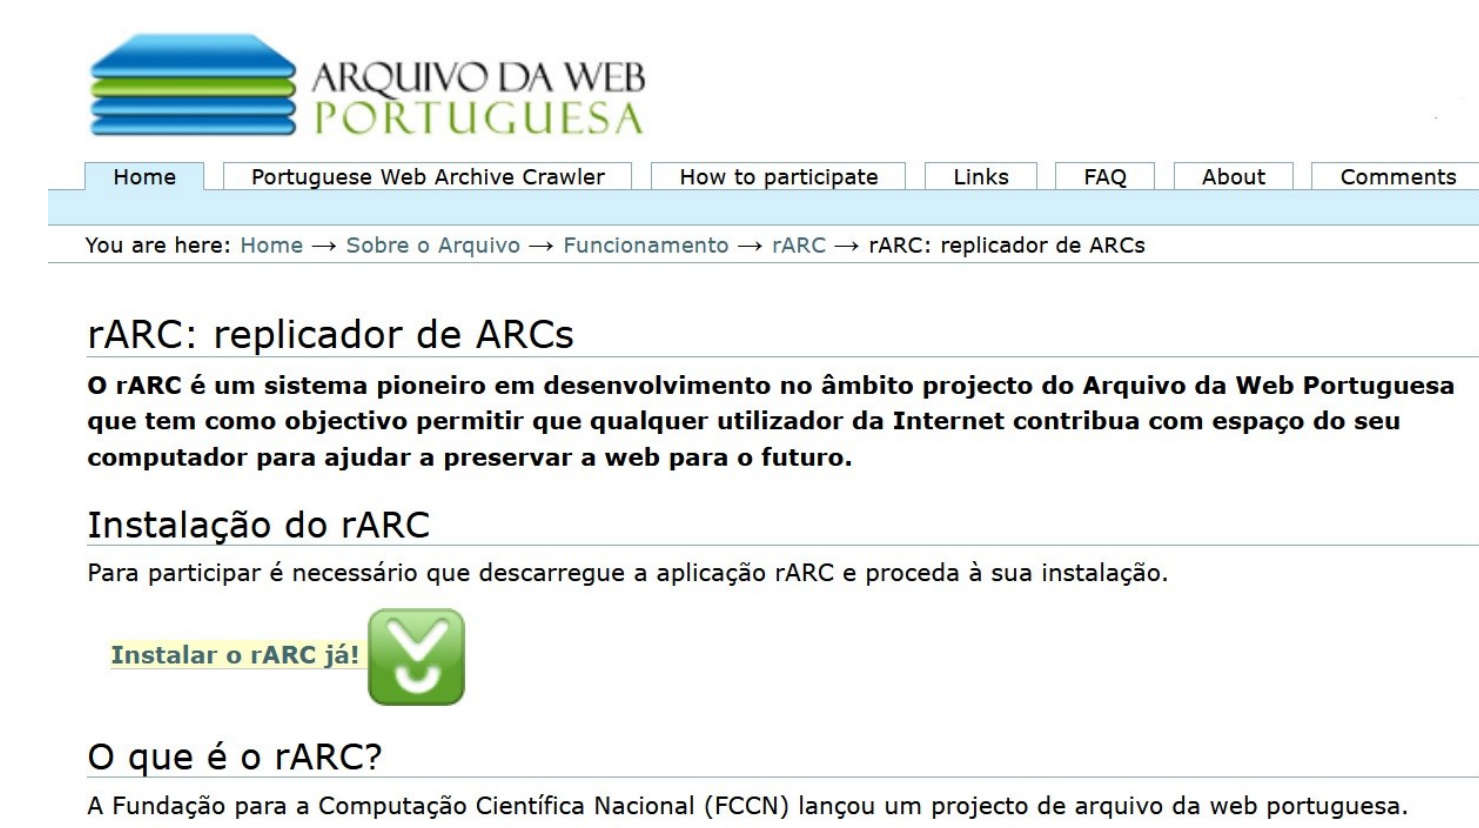 ARQUIVO DA WEB
PORTUGUESA
Home Portuguese Web Archive Crawler How to participate Links FAQ About Comments
You are here: Home → Sobre o Arquivo → Funcionamento → rARC → rARC: replicador de ARCs
rARC: replicador de ARCs
O rARC é um sistema pioneiro em desenvolvimento no âmbito projecto do Arquivo da Web Portuguesa
que tem como objectivo permitir que qualquer utilizador da Internet contribua com espaço do seu
computador para ajudar a preservar a web para o futuro.
Instalação do rARC
Para participar é necessário que descarregue a aplicação rARC e proceda à sua instalação.
Instalar o rARC já!
O que é o rARC?
A Fundação para a Computação Científica Nacional (FCCN) lançou um projecto de arquivo da web portuguesa.